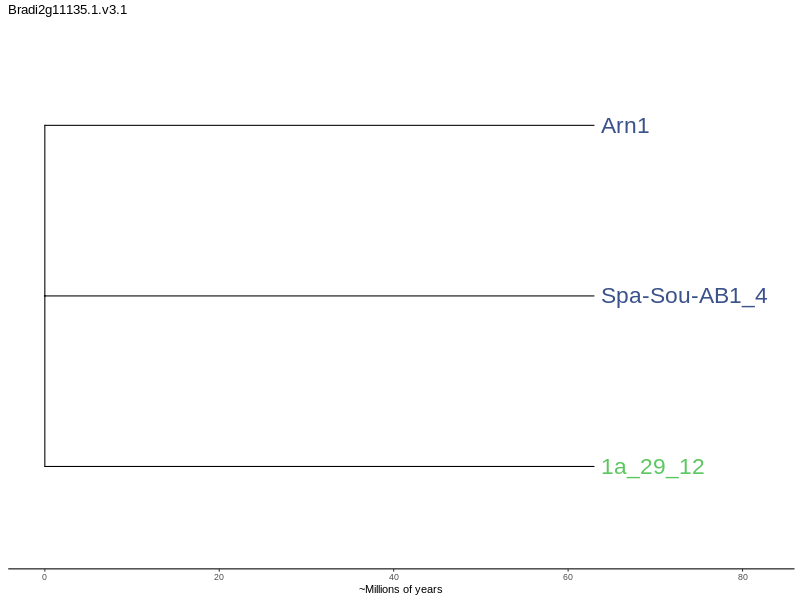 Bradi2g11135.1.v3.1
Arn1
Spa-Sou-AB1_4
1a_29_12
0 20 40 60 80
~Millions of years